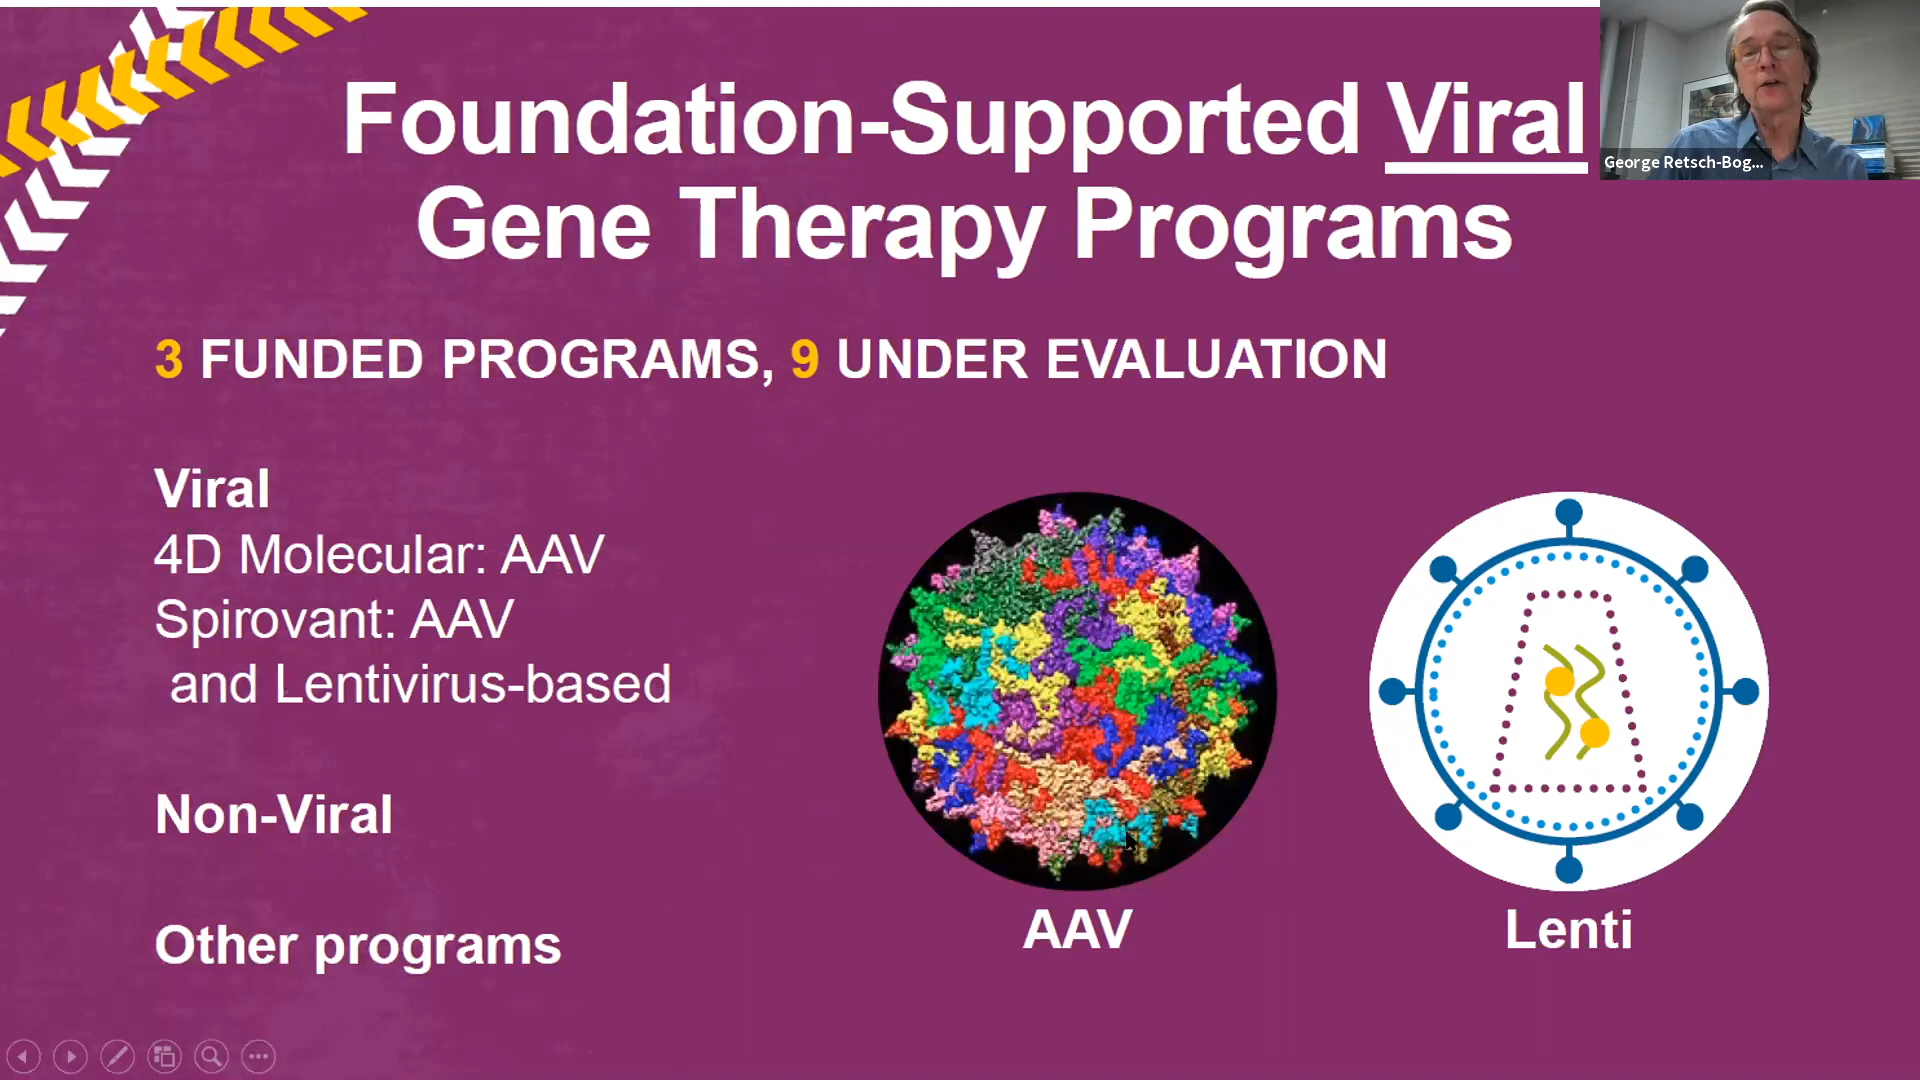 Foundation-Supported Viral
Gene Therapy Programs
George Retsch-Bog...
3 FUNDED PROGRAMS, 9 UNDER EVALUATION
Viral
4D Molecular: AAV
Spirovant: AAV
and Lentivirus-based
Non-Viral
Other programs
AAV
Lenti